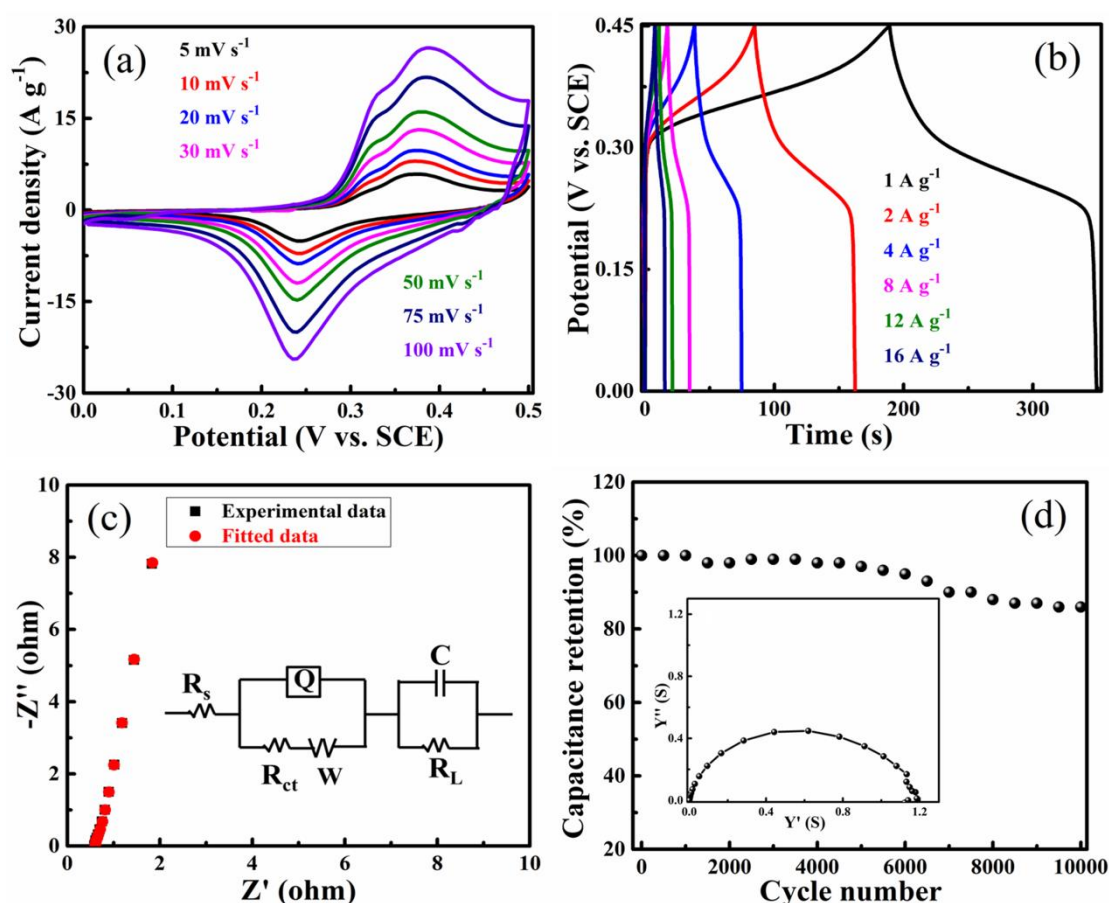 (a)
30
15
0
-15
-30
Current density (A g⁻¹)
5 mV s⁻¹
10 mV s⁻¹
20 mV s⁻¹
30 mV s⁻¹
50 mV s⁻¹
75 mV s⁻¹
100 mV s⁻¹
0.0 0.1 0.2 0.3 0.4 0.5
Potential (V vs. SCE)
(b)
0.45
0.30
0.15
0.00
Potential (V vs. SCE)
1 A g⁻¹
2 A g⁻¹
4 A g⁻¹
8 A g⁻¹
12 A g⁻¹
16 A g⁻¹
0 100 200 300
Time (s)
(c)
10
8
6
4
2
0
-Z'' (ohm)
Experimental data
Fitted data
Rs
Q
Rct
W
C
RL
0 2 4 6 8 10
Z' (ohm)
(d)
120
100
80
60
40
20
Capacitance retention (%)
1.2
0.8
0.4
0.0
Y'' (S)
0.0 0.4 0.8 1.2
Y' (S)
0 2000 4000 6000 8000 10000
Cycle number